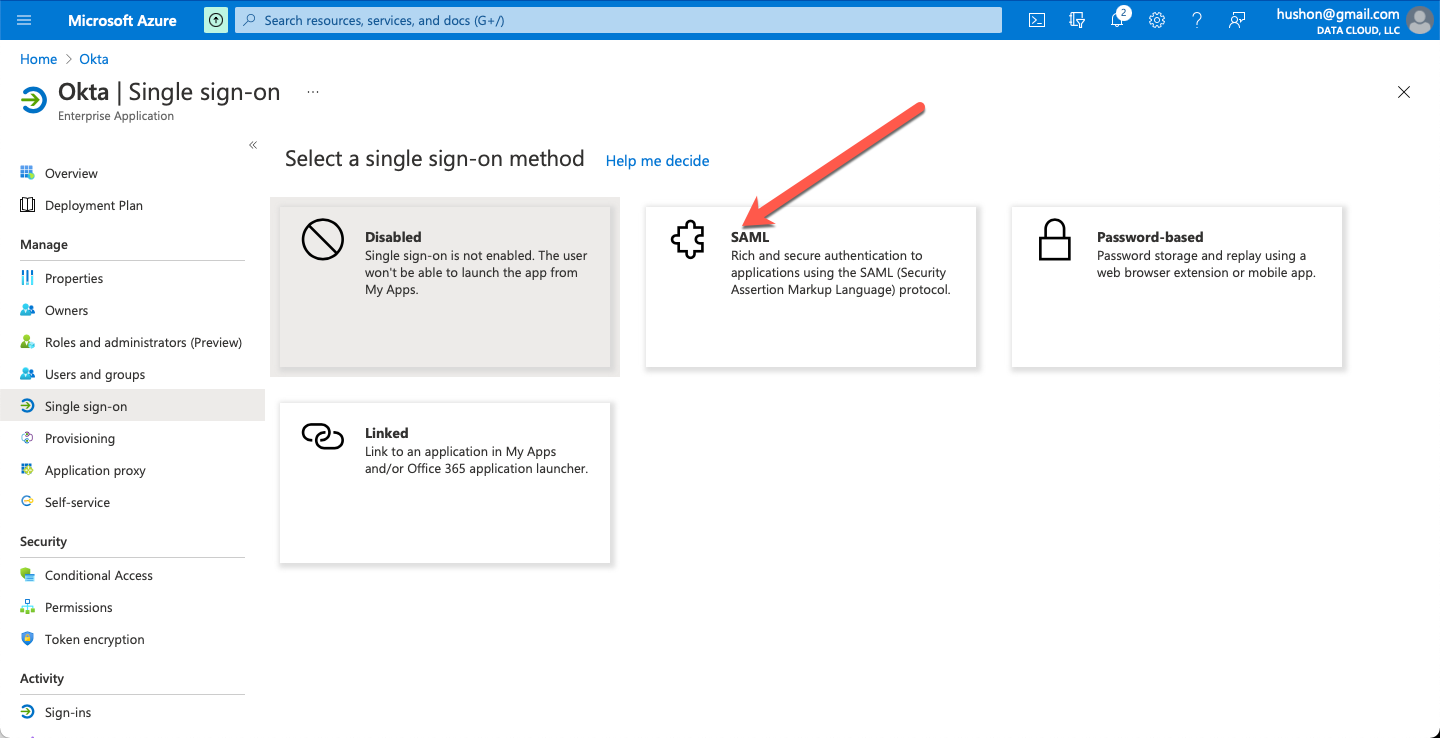 Microsoft Azure
Search resources, services, and docs (G+/)
2
hushon@gmail.com
DATA CLOUD, LLC
Home > Okta
Okta | Single sign-on ...
Enterprise Application
«
Overview
Deployment Plan
Manage
Properties
Owners
Roles and administrators (Preview)
Users and groups
Single sign-on
Provisioning
Application proxy
Self-service
Security
Conditional Access
Permissions
Token encryption
Activity
Sign-ins
Select a single sign-on method Help me decide
Disabled
Single sign-on is not enabled. The user
won't be able to launch the app from
My Apps.
SAML
Rich and secure authentication to
applications using the SAML (Security
Assertion Markup Language) protocol.
Password-based
Password storage and replay using a
web browser extension or mobile app.
Linked
Link to an application in My Apps
and/or Office 365 application launcher.